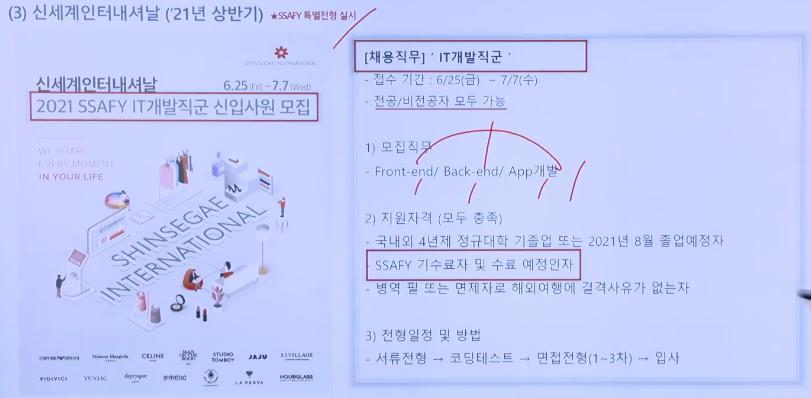 (3) 신세계인터내셔날 ('21년 상반기) ★SSAFY 특별전형 실시
SHINSEGAE INTERNATIONAL
신세계인터내셔날
6.25(Fri) ~ 7.7(Wed)
2021 SSAFY IT개발직군 신입사원 모집
WE SHARE
EVERY MOMENT
IN YOUR LIFE
SHINSEGAE
INTERNATIONAL
EMPORIO ARMANI Maison Margiela CELINE STUDIO TOMBOY JAJU S.I.VILLAGE
PARIS
VIDIVICI YUNJAC diptyque BYREDO LA PERVA HOURGLASS
[채용직무] ' IT개발직군 '
- 접수 기간 : 6/25(금) ~ 7/7(수)
- 전공/비전공자 모두 가능
1) 모집직무
- Front-end/ Back-end/ App개발
2) 지원자격 (모두 충족)
- 국내외 4년제 정규대학 기졸업 또는 2021년 8월 졸업예정자
- SSAFY 기수료자 및 수료 예정인자
- 병역 필 또는 면제자로 해외여행에 결격사유가 없는자
3) 전형일정 및 방법
- 서류전형 → 코딩테스트 → 면접전형(1~3차) → 입사